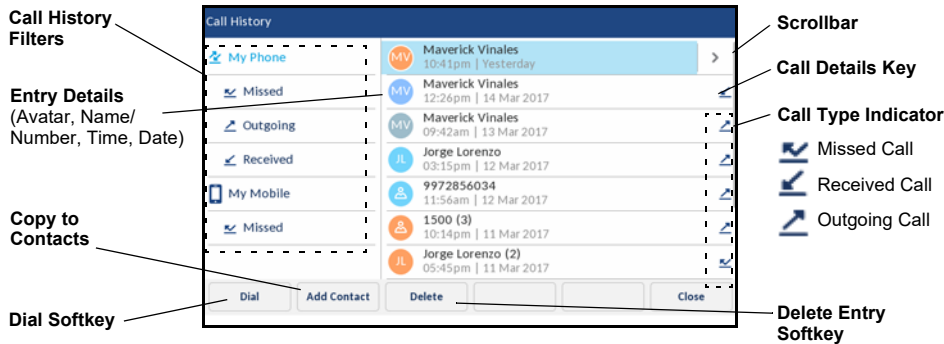 Call History
Filters
Entry Details
(Avatar, Name/
Number, Time, Date)
Copy to
Contacts
Dial Softkey
Call History
My Phone
Missed
Outgoing
Received
My Mobile
Missed
MV
Maverick Vinales
10:41pm | Yesterday
MV
Maverick Vinales
12:26pm | 14 Mar 2017
MV
Maverick Vinales
09:42am | 13 Mar 2017
JL
Jorge Lorenzo
03:15pm | 12 Mar 2017
9972856034
11:56am | 12 Mar 2017
1500 (3)
10:14pm | 11 Mar 2017
JL
Jorge Lorenzo (2)
05:45pm | 11 Mar 2017
Dial
Add Contact
Delete
Close
Scrollbar
Call Details Key
Call Type Indicator
Missed Call
Received Call
Outgoing Call
Delete Entry
Softkey